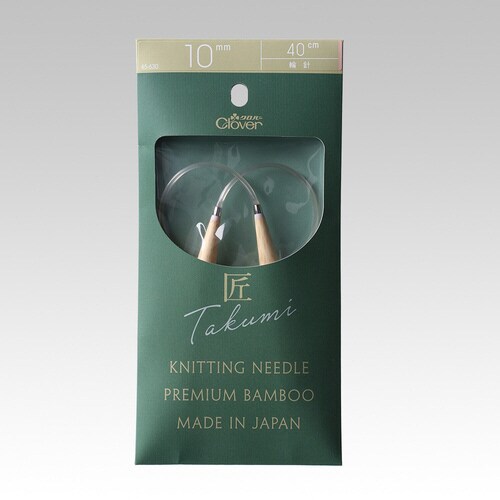 10mm
40cm
輪針
クロバー
Clover
匠
Takumi
KNITTING NEEDLE
PREMIUM BAMBOO
MADE IN JAPAN